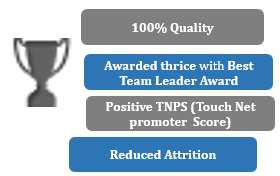 100% Quality
Awarded thrice with Best
Team Leader Award
Positive TNPS (Touch Net
promoter Score)
Reduced Attrition